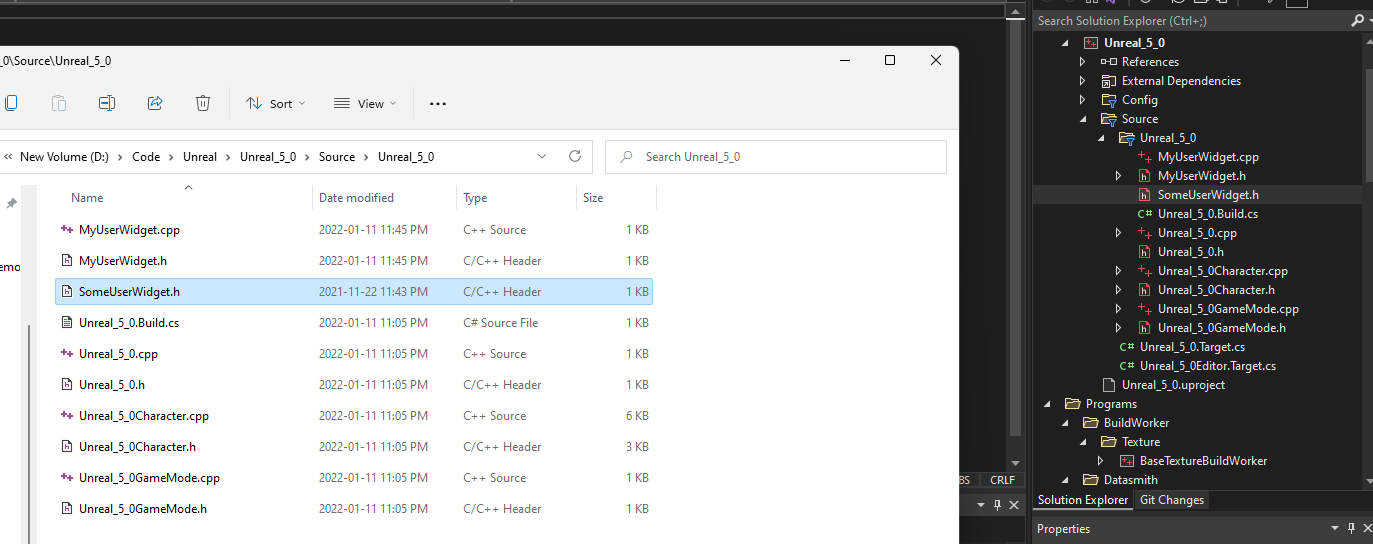 _0\Source\Unreal_5_0
Sort
View
New Volume (D:) Code Unreal Unreal_5_0 Source Unreal_5_0
Search Unreal_5_0
Name Date modified Type Size
MyUserWidget.cpp 2022-01-11 11:45 PM C++ Source 1 KB
MyUserWidget.h 2022-01-11 11:45 PM C/C++ Header 1 KB
SomeUserWidget.h 2021-11-22 11:43 PM C/C++ Header 1 KB
Unreal_5_0.Build.cs 2022-01-11 11:05 PM C# Source File 1 KB
Unreal_5_0.cpp 2022-01-11 11:05 PM C++ Source 1 KB
Unreal_5_0.h 2022-01-11 11:05 PM C/C++ Header 1 KB
Unreal_5_0Character.cpp 2022-01-11 11:05 PM C++ Source 6 KB
Unreal_5_0Character.h 2022-01-11 11:05 PM C/C++ Header 3 KB
Unreal_5_0GameMode.cpp 2022-01-11 11:05 PM C++ Source 1 KB
Unreal_5_0GameMode.h 2022-01-11 11:05 PM C/C++ Header 1 KB
emo
BS CRLF
Search Solution Explorer (Ctrl+;)
Unreal_5_0
References
External Dependencies
Config
Source
Unreal_5_0
MyUserWidget.cpp
MyUserWidget.h
SomeUserWidget.h
C# Unreal_5_0.Build.cs
Unreal_5_0.cpp
Unreal_5_0.h
Unreal_5_0Character.cpp
Unreal_5_0Character.h
Unreal_5_0GameMode.cpp
Unreal_5_0GameMode.h
C# Unreal_5_0.Target.cs
C# Unreal_5_0Editor.Target.cs
Unreal_5_0.uproject
Programs
BuildWorker
Texture
BaseTextureBuildWorker
Datasmith
Solution Explorer Git Changes
Properties